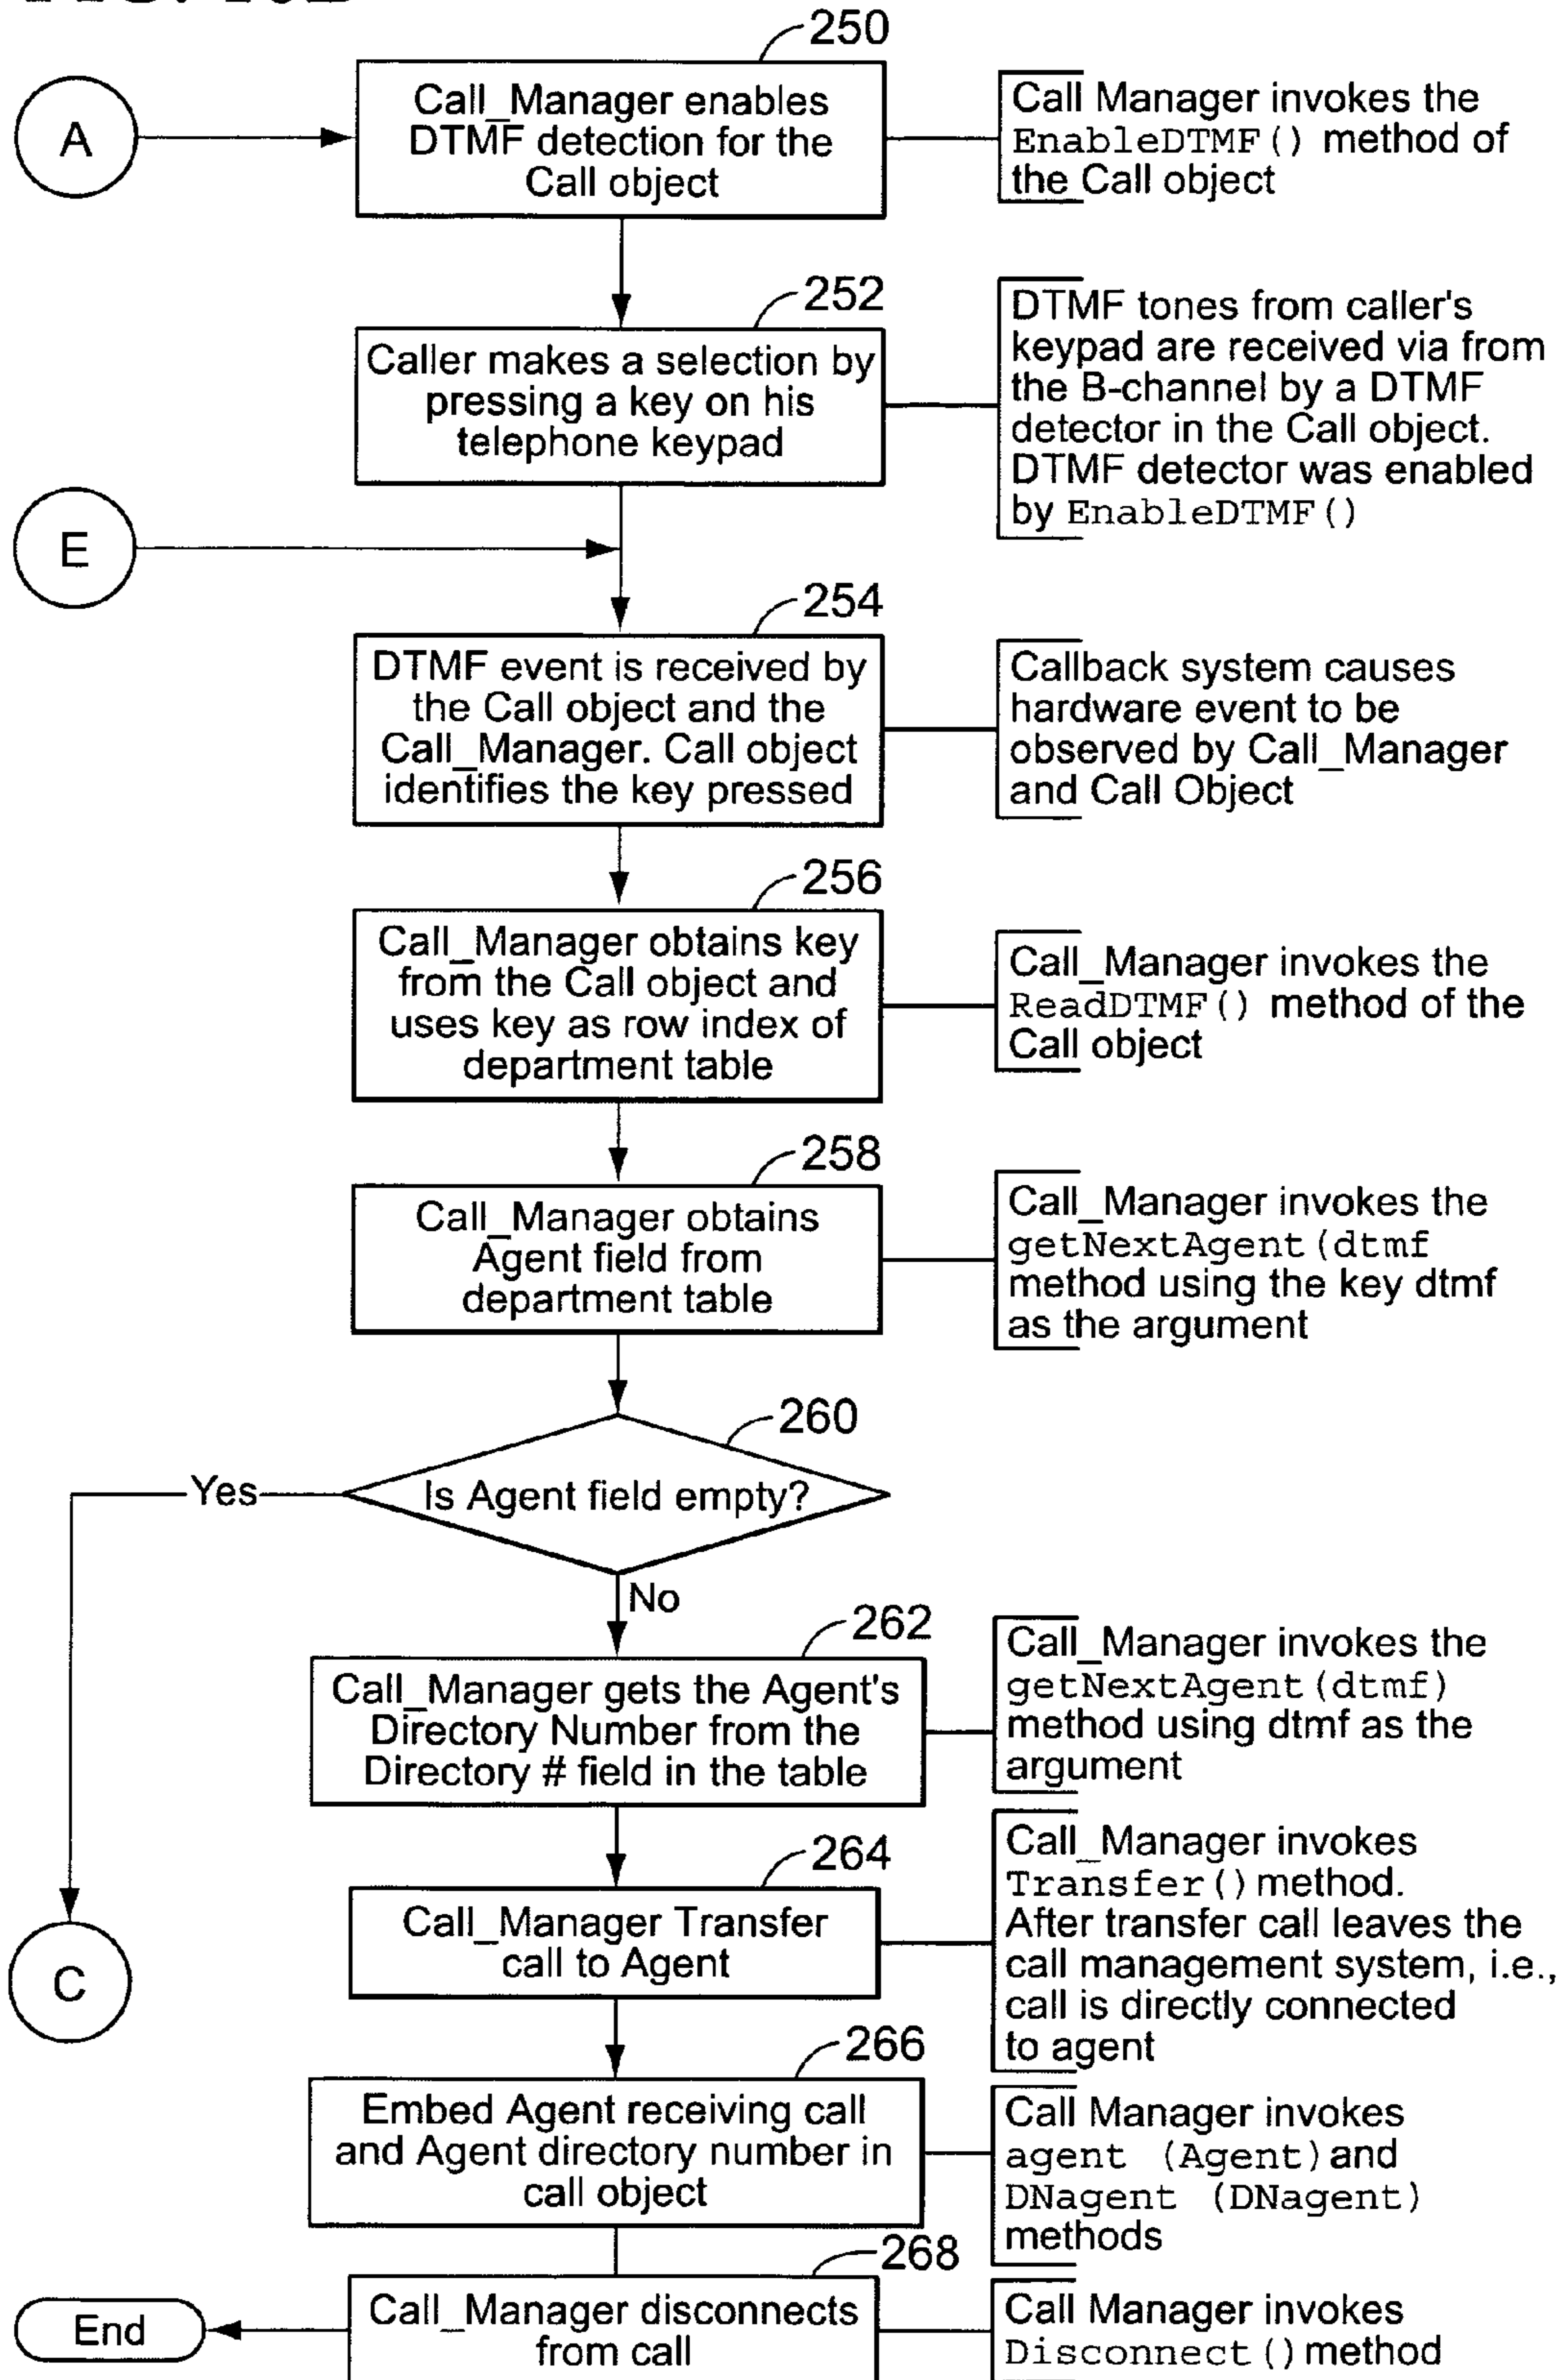 250
A
Call_Manager enables
DTMF detection for the
Call object
Call Manager invokes the
EnableDTMF() method of
the Call object
252
Caller makes a selection by
pressing a key on his
telephone keypad
DTMF tones from caller's
keypad are received via from
the B-channel by a DTMF
detector in the Call object.
DTMF detector was enabled
by EnableDTMF()
E
254
DTMF event is received by
the Call object and the
Call_Manager. Call object
identifies the key pressed
Callback system causes
hardware event to be
observed by Call_Manager
and Call Object
256
Call_Manager obtains key
from the Call object and
uses key as row index of
department table
Call_Manager invokes the
ReadDTMF() method of the
Call object
258
Call_Manager obtains
Agent field from
department table
Call_Manager invokes the
getNextAgent(dtmf
method using the key dtmf
as the argument
260
Is Agent field empty?
Yes
No
262
Call_Manager gets the Agent's
Directory Number from the
Directory # field in the table
Call_Manager invokes the
getNextAgent(dtmf)
method using dtmf as the
argument
264
Call_Manager Transfer
call to Agent
Call_Manager invokes
Transfer() method.
After transfer call leaves the
call management system, i.e.,
call is directly connected
to agent
C
266
Embed Agent receiving call
and Agent directory number in
call object
Call Manager invokes
agent (Agent) and
DNagent (DNagent)
methods
268
Call_Manager disconnects
from call
Call Manager invokes
Disconnect() method
End